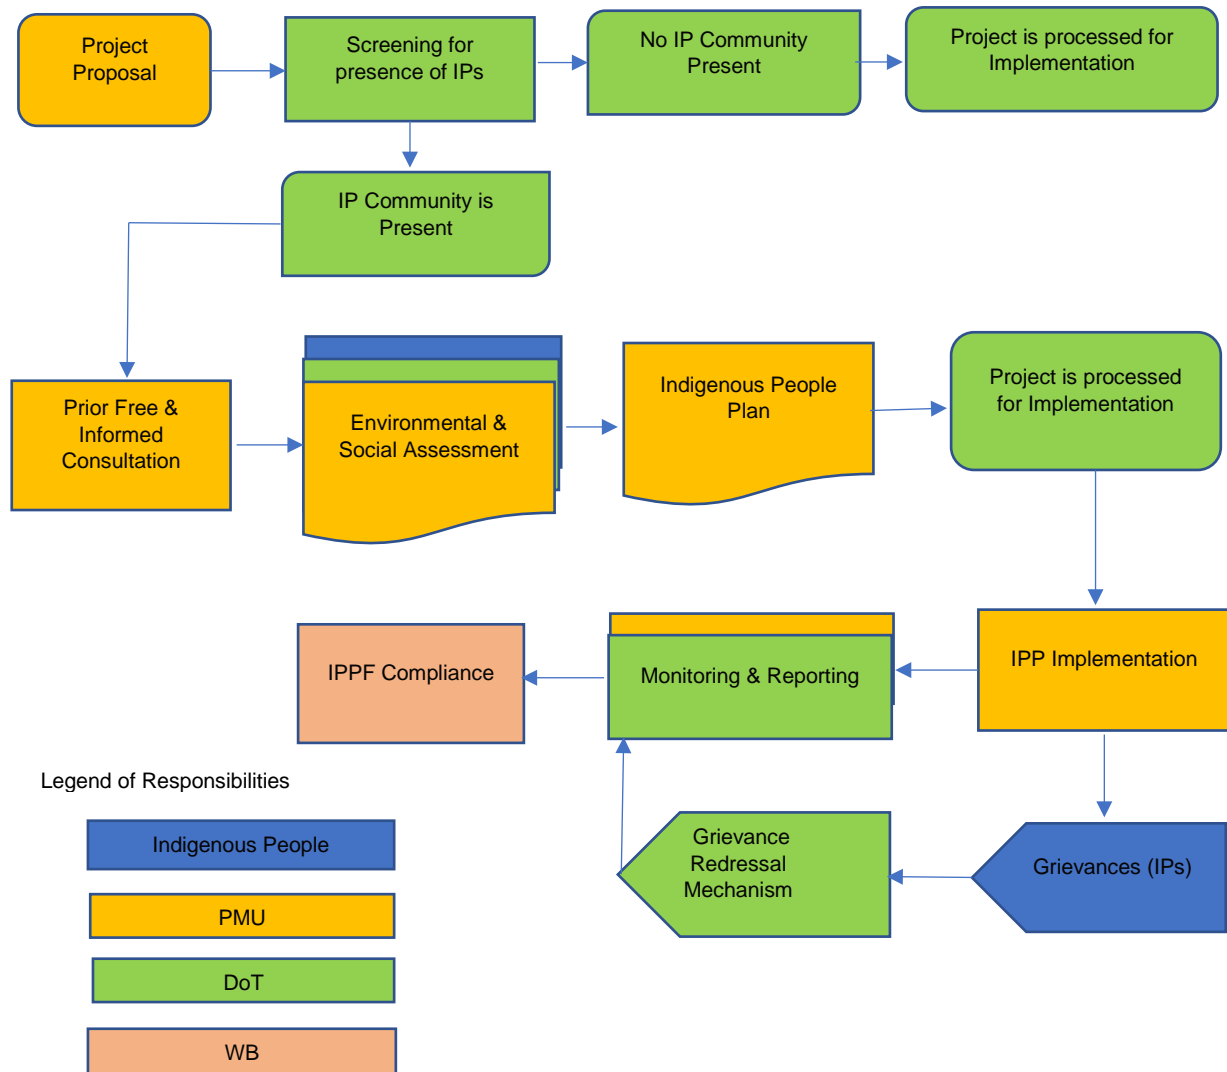 Project
Proposal
Screening for
presence of IPs
No IP Community
Present
Project is processed for
Implementation
IP Community is
Present
Prior Free &
Informed
Consultation
Environmental &
Social Assessment
Indigenous People
Plan
Project is processed
for Implementation
IPP Implementation
Monitoring & Reporting
IPPF Compliance
Grievances (IPs)
Grievance
Redressal
Mechanism
Legend of Responsibilities
Indigenous People
PMU
DoT
WB